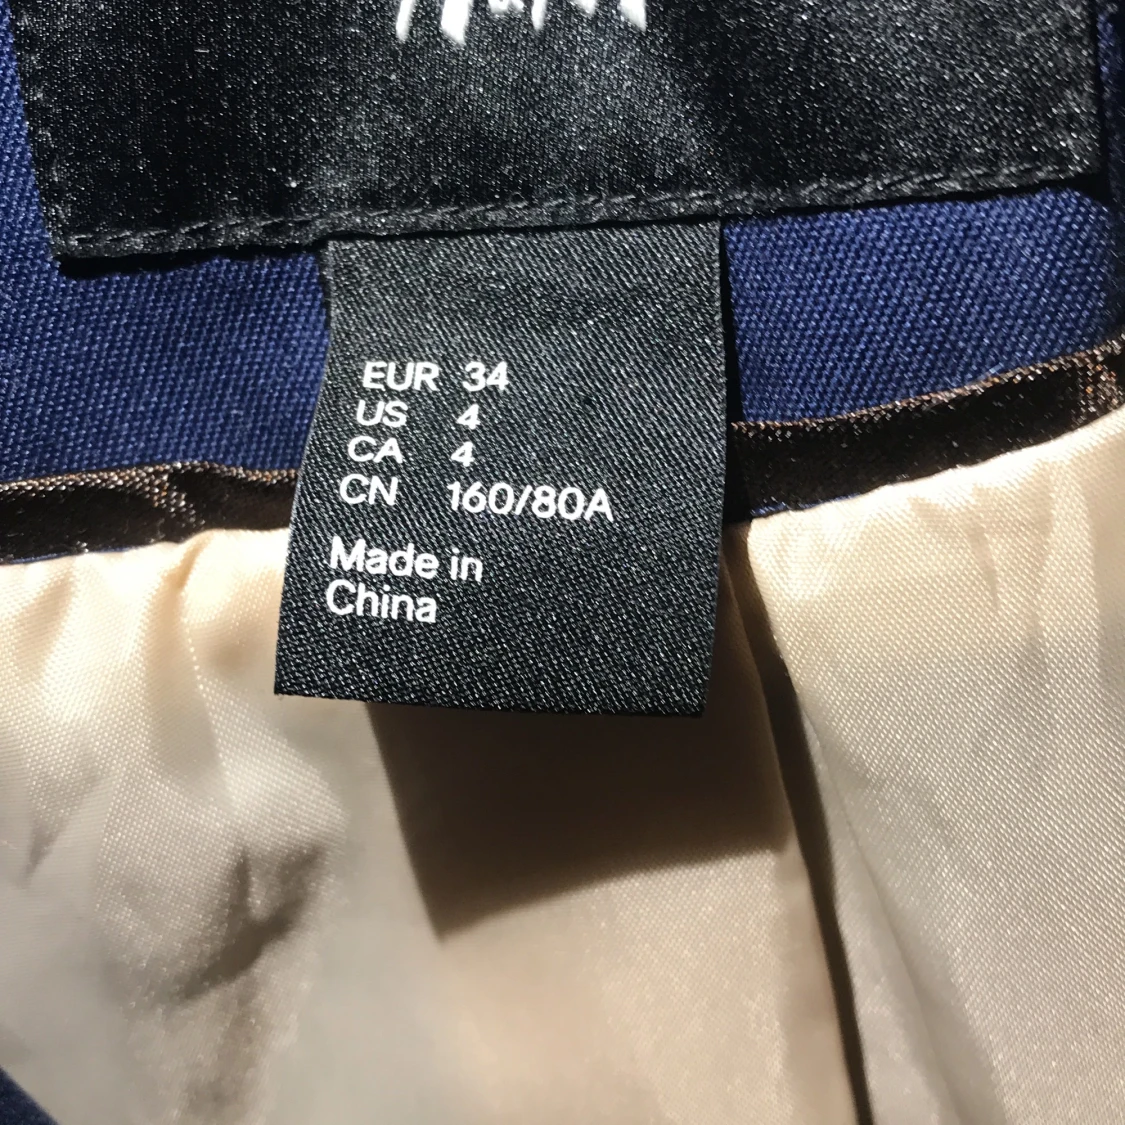 EUR 34
US 4
CA 4
CN 160/80A
Made in
China